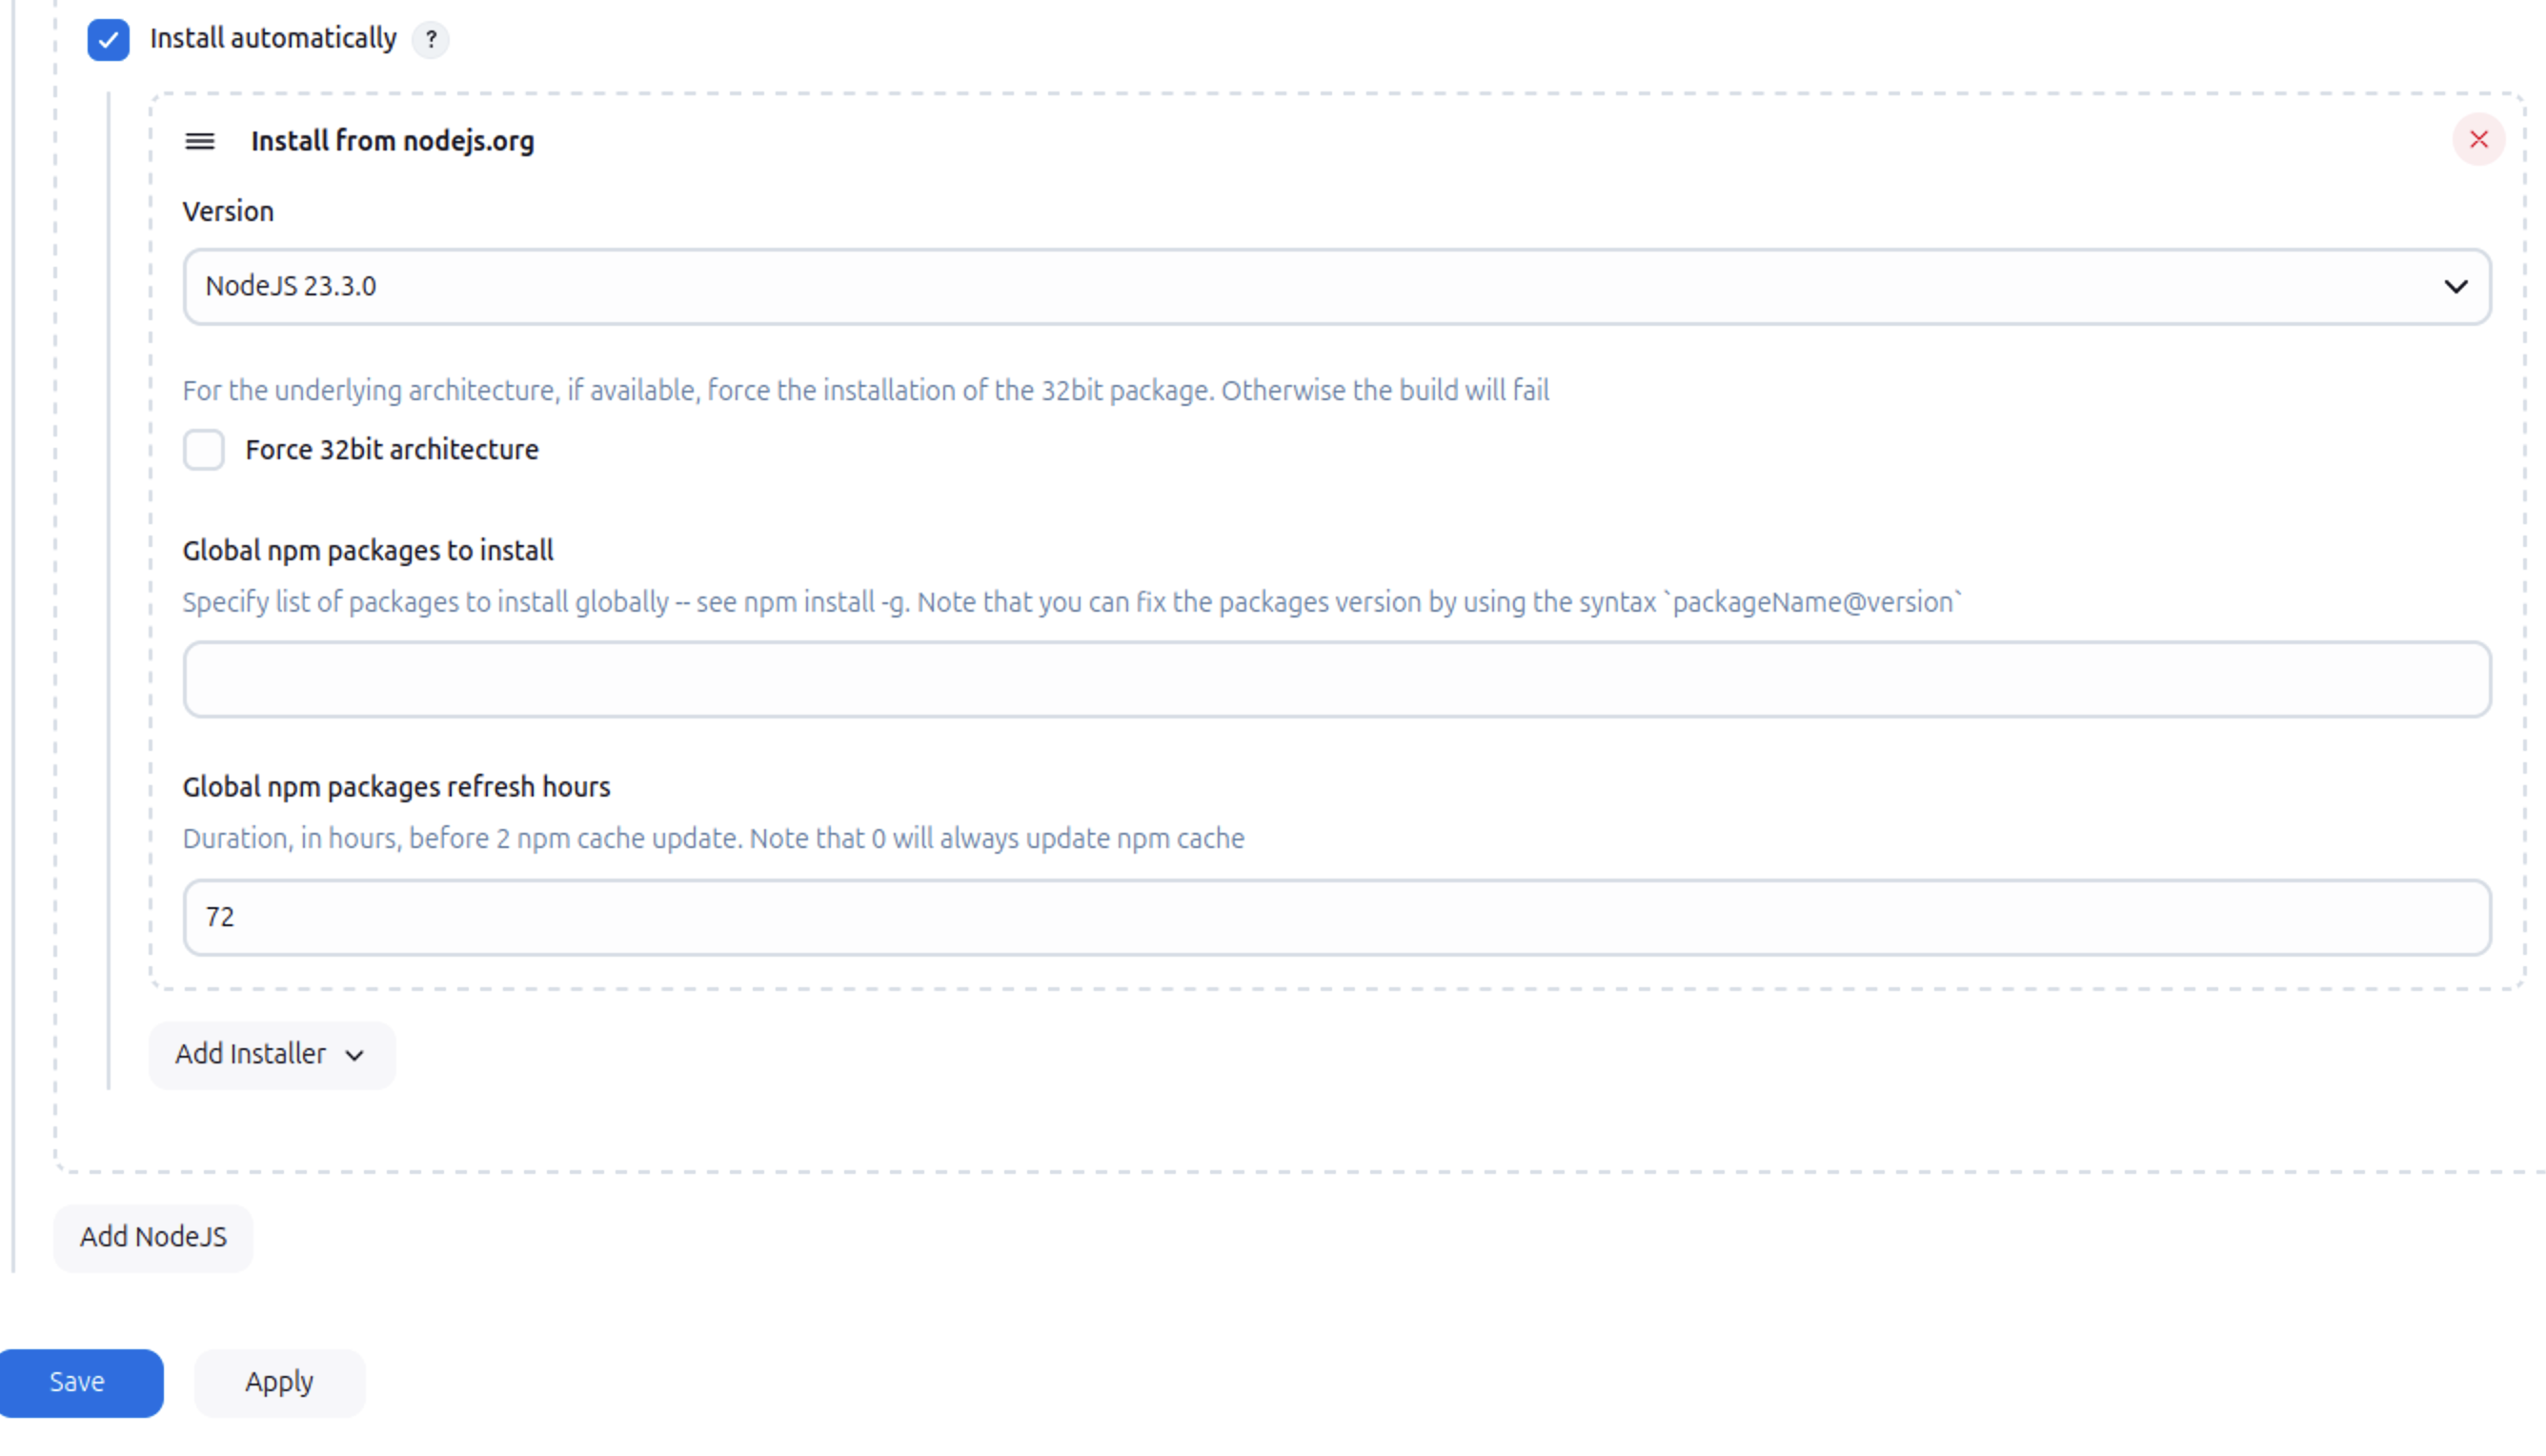 Install automatically ?
Install from nodejs.org
Version
NodeJS 23.3.0
For the underlying architecture, if available, force the installation of the 32bit package. Otherwise the build will fail
Force 32bit architecture
Global npm packages to install
Specify list of packages to install globally -- see npm install -g. Note that you can fix the packages version by using the syntax `packageName@version`
Global npm packages refresh hours
Duration, in hours, before 2 npm cache update. Note that 0 will always update npm cache
72
Add Installer
Add NodeJS
Save Apply